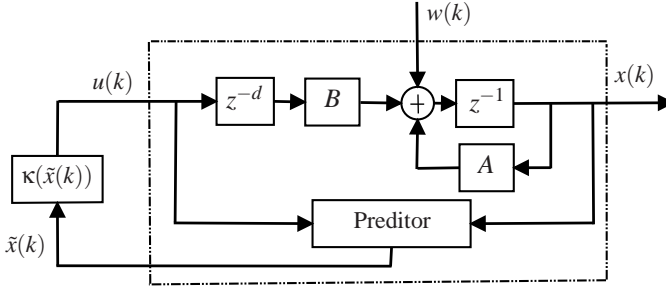 w(k)
u(k)
x(k)
z^{-d}
B
+
z^{-1}
A
κ(x̃(k))
Preditor
x̃(k)